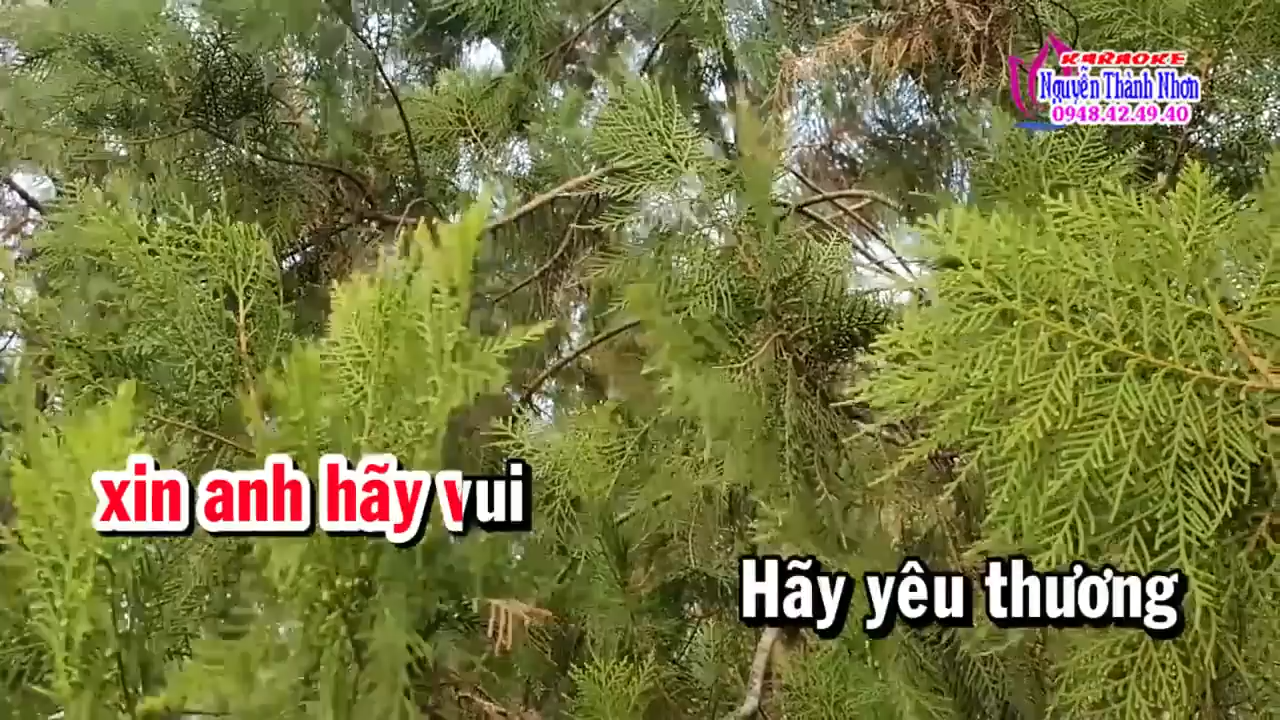 KARAOKE
Nguyễn Thành Nhơn
0948.42.49.40
xin anh hãy vui
Hãy yêu thương